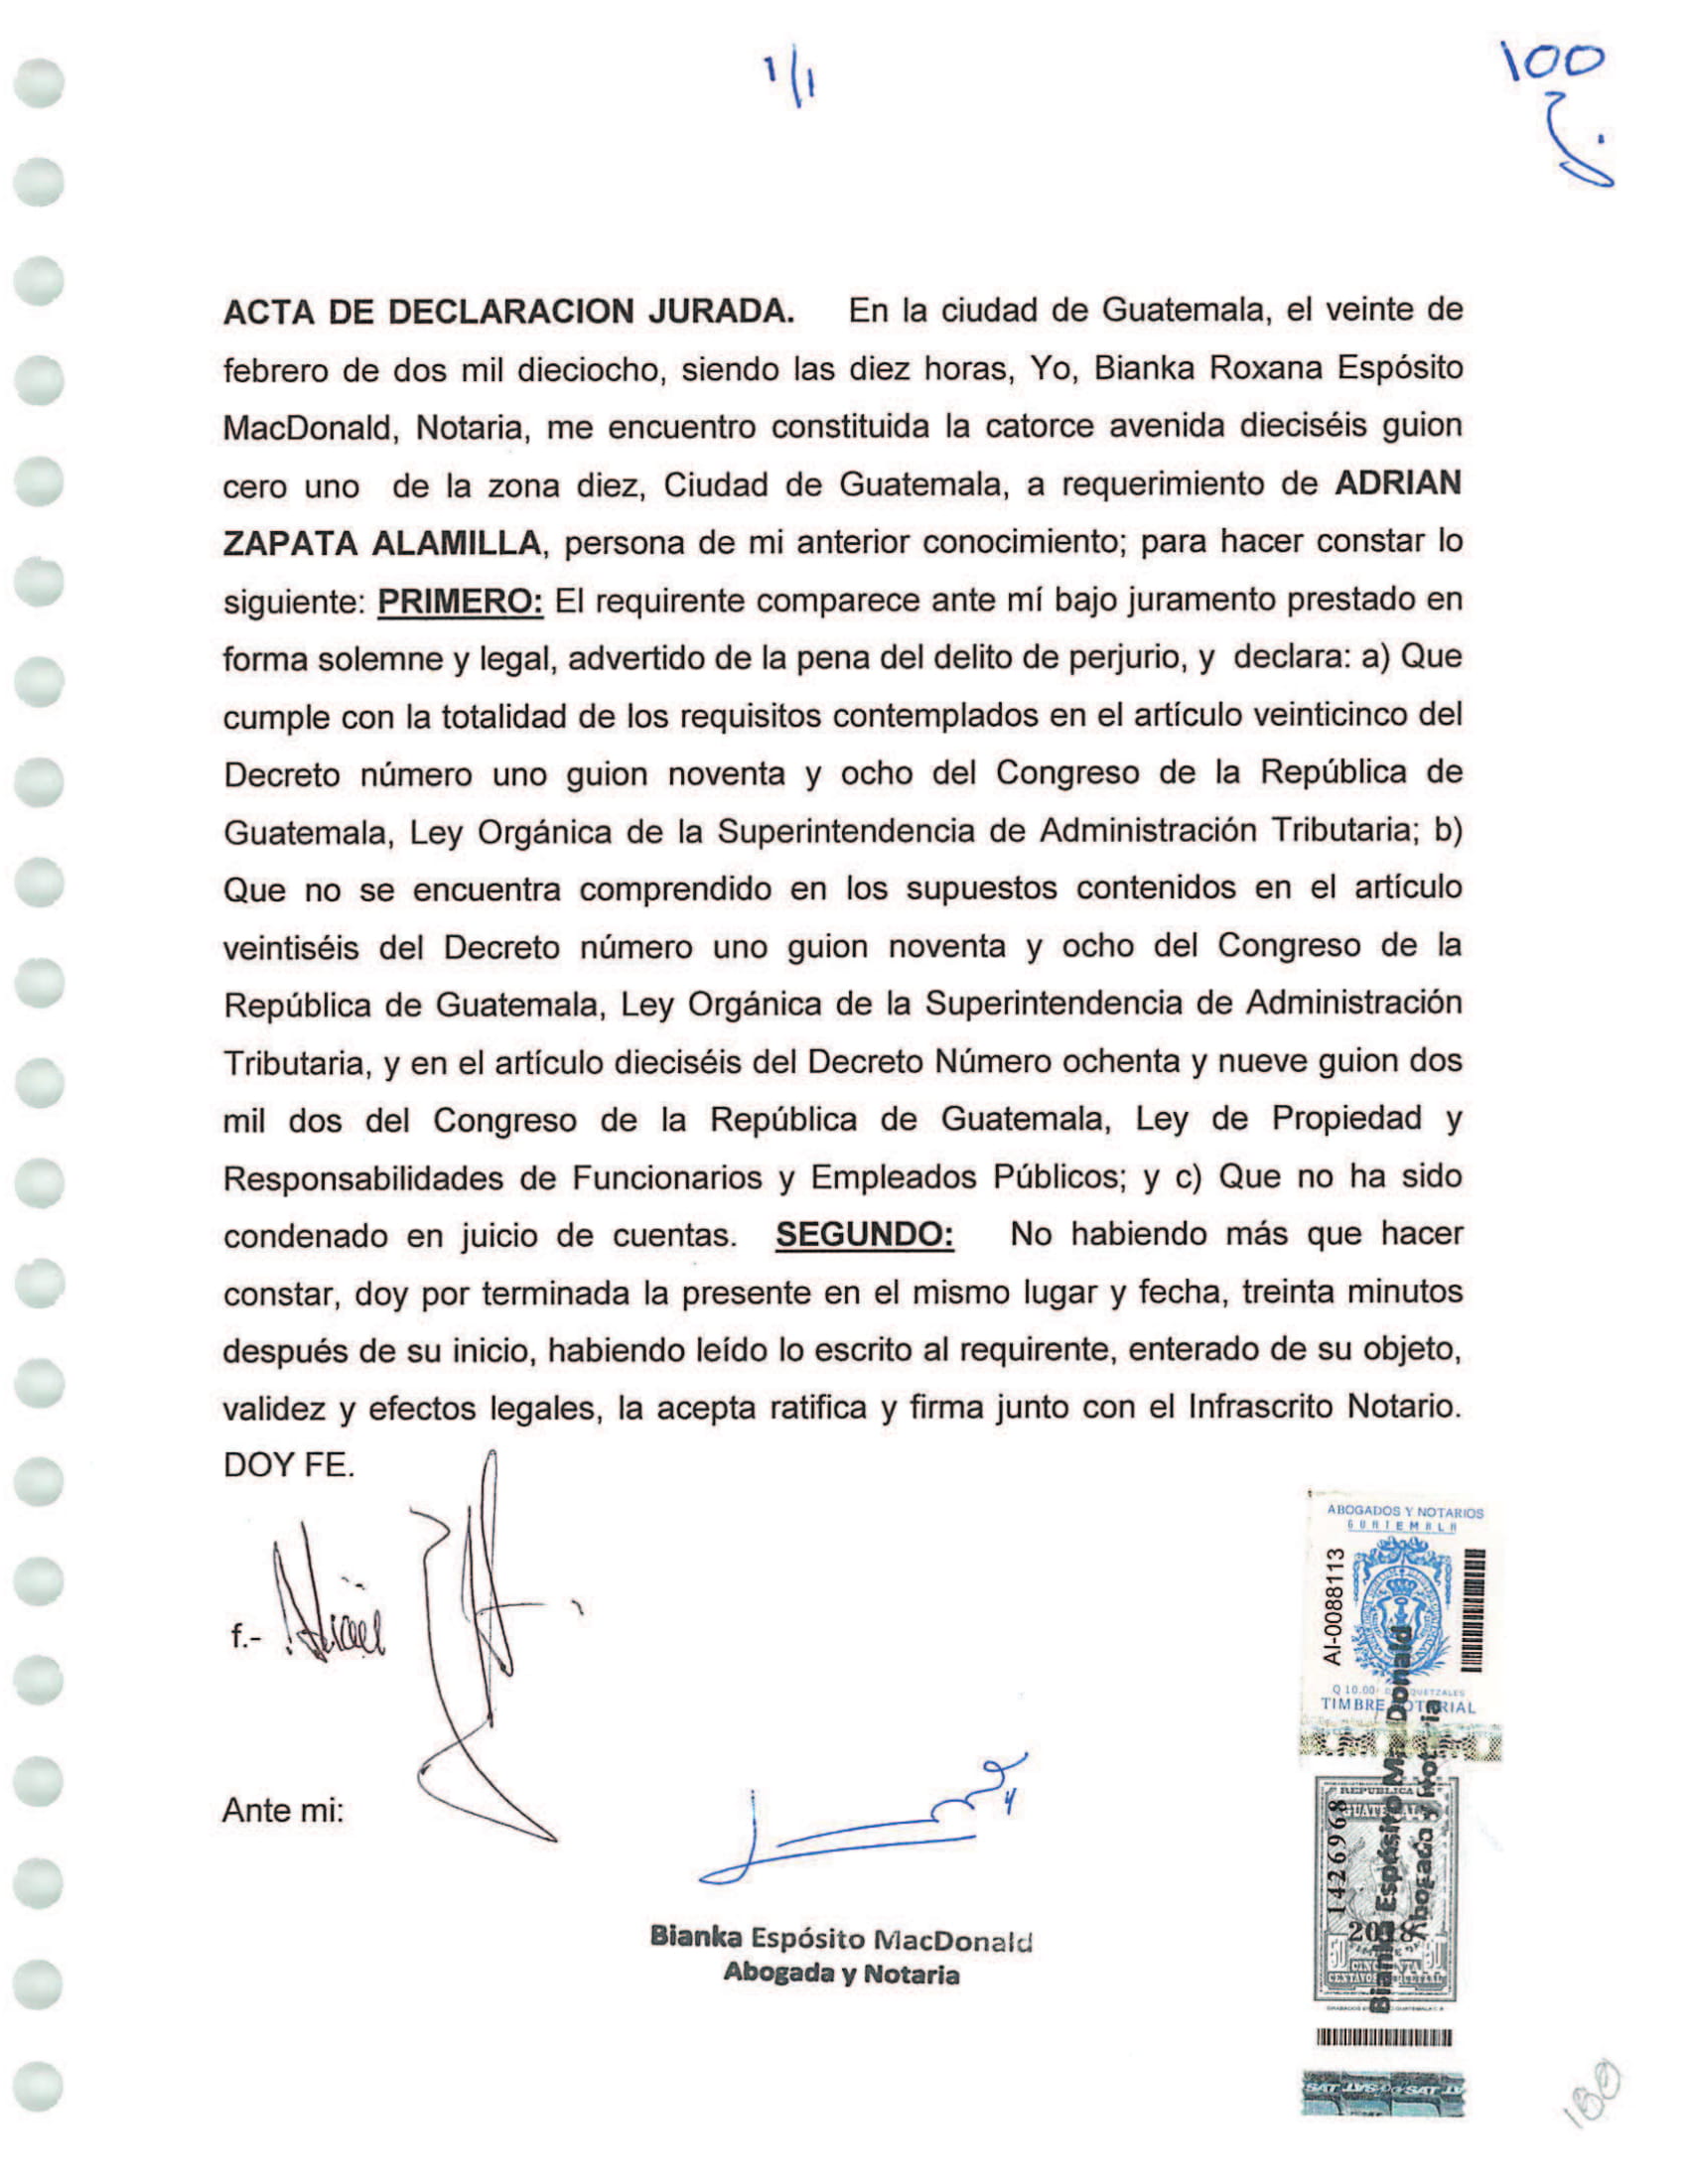 1/1
100
ACTA DE DECLARACION JURADA. En la ciudad de Guatemala, el veinte de
febrero de dos mil dieciocho, siendo las diez horas, Yo, Bianka Roxana Espósito
MacDonald, Notaria, me encuentro constituida la catorce avenida dieciséis guion
cero uno de la zona diez, Ciudad de Guatemala, a requerimiento de ADRIAN
ZAPATA ALAMILLA, persona de mi anterior conocimiento; para hacer constar lo
siguiente: PRIMERO: El requirente comparece ante mí bajo juramento prestado en
forma solemne y legal, advertido de la pena del delito de perjurio, y declara: a) Que
cumple con la totalidad de los requisitos contemplados en el artículo veinticinco del
Decreto número uno guion noventa y ocho del Congreso de la República de
Guatemala, Ley Orgánica de la Superintendencia de Administración Tributaria; b)
Que no se encuentra comprendido en los supuestos contenidos en el artículo
veintiséis del Decreto número uno guion noventa y ocho del Congreso de la
República de Guatemala, Ley Orgánica de la Superintendencia de Administración
Tributaria, y en el artículo dieciséis del Decreto Número ochenta y nueve guion dos
mil dos del Congreso de la República de Guatemala, Ley de Propiedad y
Responsabilidades de Funcionarios y Empleados Públicos; y c) Que no ha sido
condenado en juicio de cuentas. SEGUNDO: No habiendo más que hacer
constar, doy por terminada la presente en el mismo lugar y fecha, treinta minutos
después de su inicio, habiendo leído lo escrito al requirente, enterado de su objeto,
validez y efectos legales, la acepta ratifica y firma junto con el Infrascrito Notario.
DOY FE.
f.-
Ante mi:
Bianka Espósito MacDonald
Abogada y Notaria
ABOGADOS Y NOTARIOS
GUATEMALA
AI-0088113
Q 10.00
QUETZALES
TIMBRE NOTARIAL
REPUBLICA
GUATEMALA
1426968
2018
50
50
CINCUENTA
CENTAVOS
Bianka Espósito MacDonald
Abogada y Notaria
SAT
SAT
180